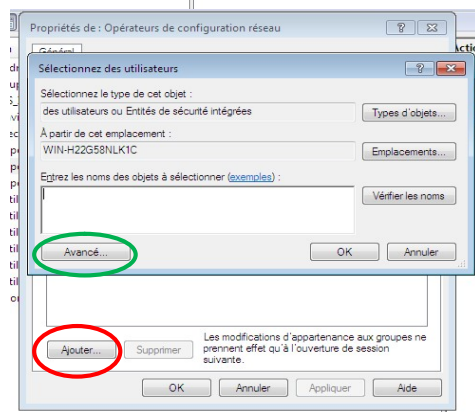 Propriétés de : Opérateurs de configuration réseau
Général
Sélectionnez des utilisateurs
Sélectionnez le type de cet objet :
des utilisateurs ou Entités de sécurité intégrées
Types d'objets...
À partir de cet emplacement :
WIN-H22G58NLK1C
Emplacements...
Entrez les noms des objets à sélectionner (exemples) :
Vérifier les noms
Avancé...
OK
Annuler
Ajouter...
Supprimer
Les modifications d'appartenance aux groupes ne
prennent effet qu'à l'ouverture de session
suivante.
OK
Annuler
Appliquer
Aide